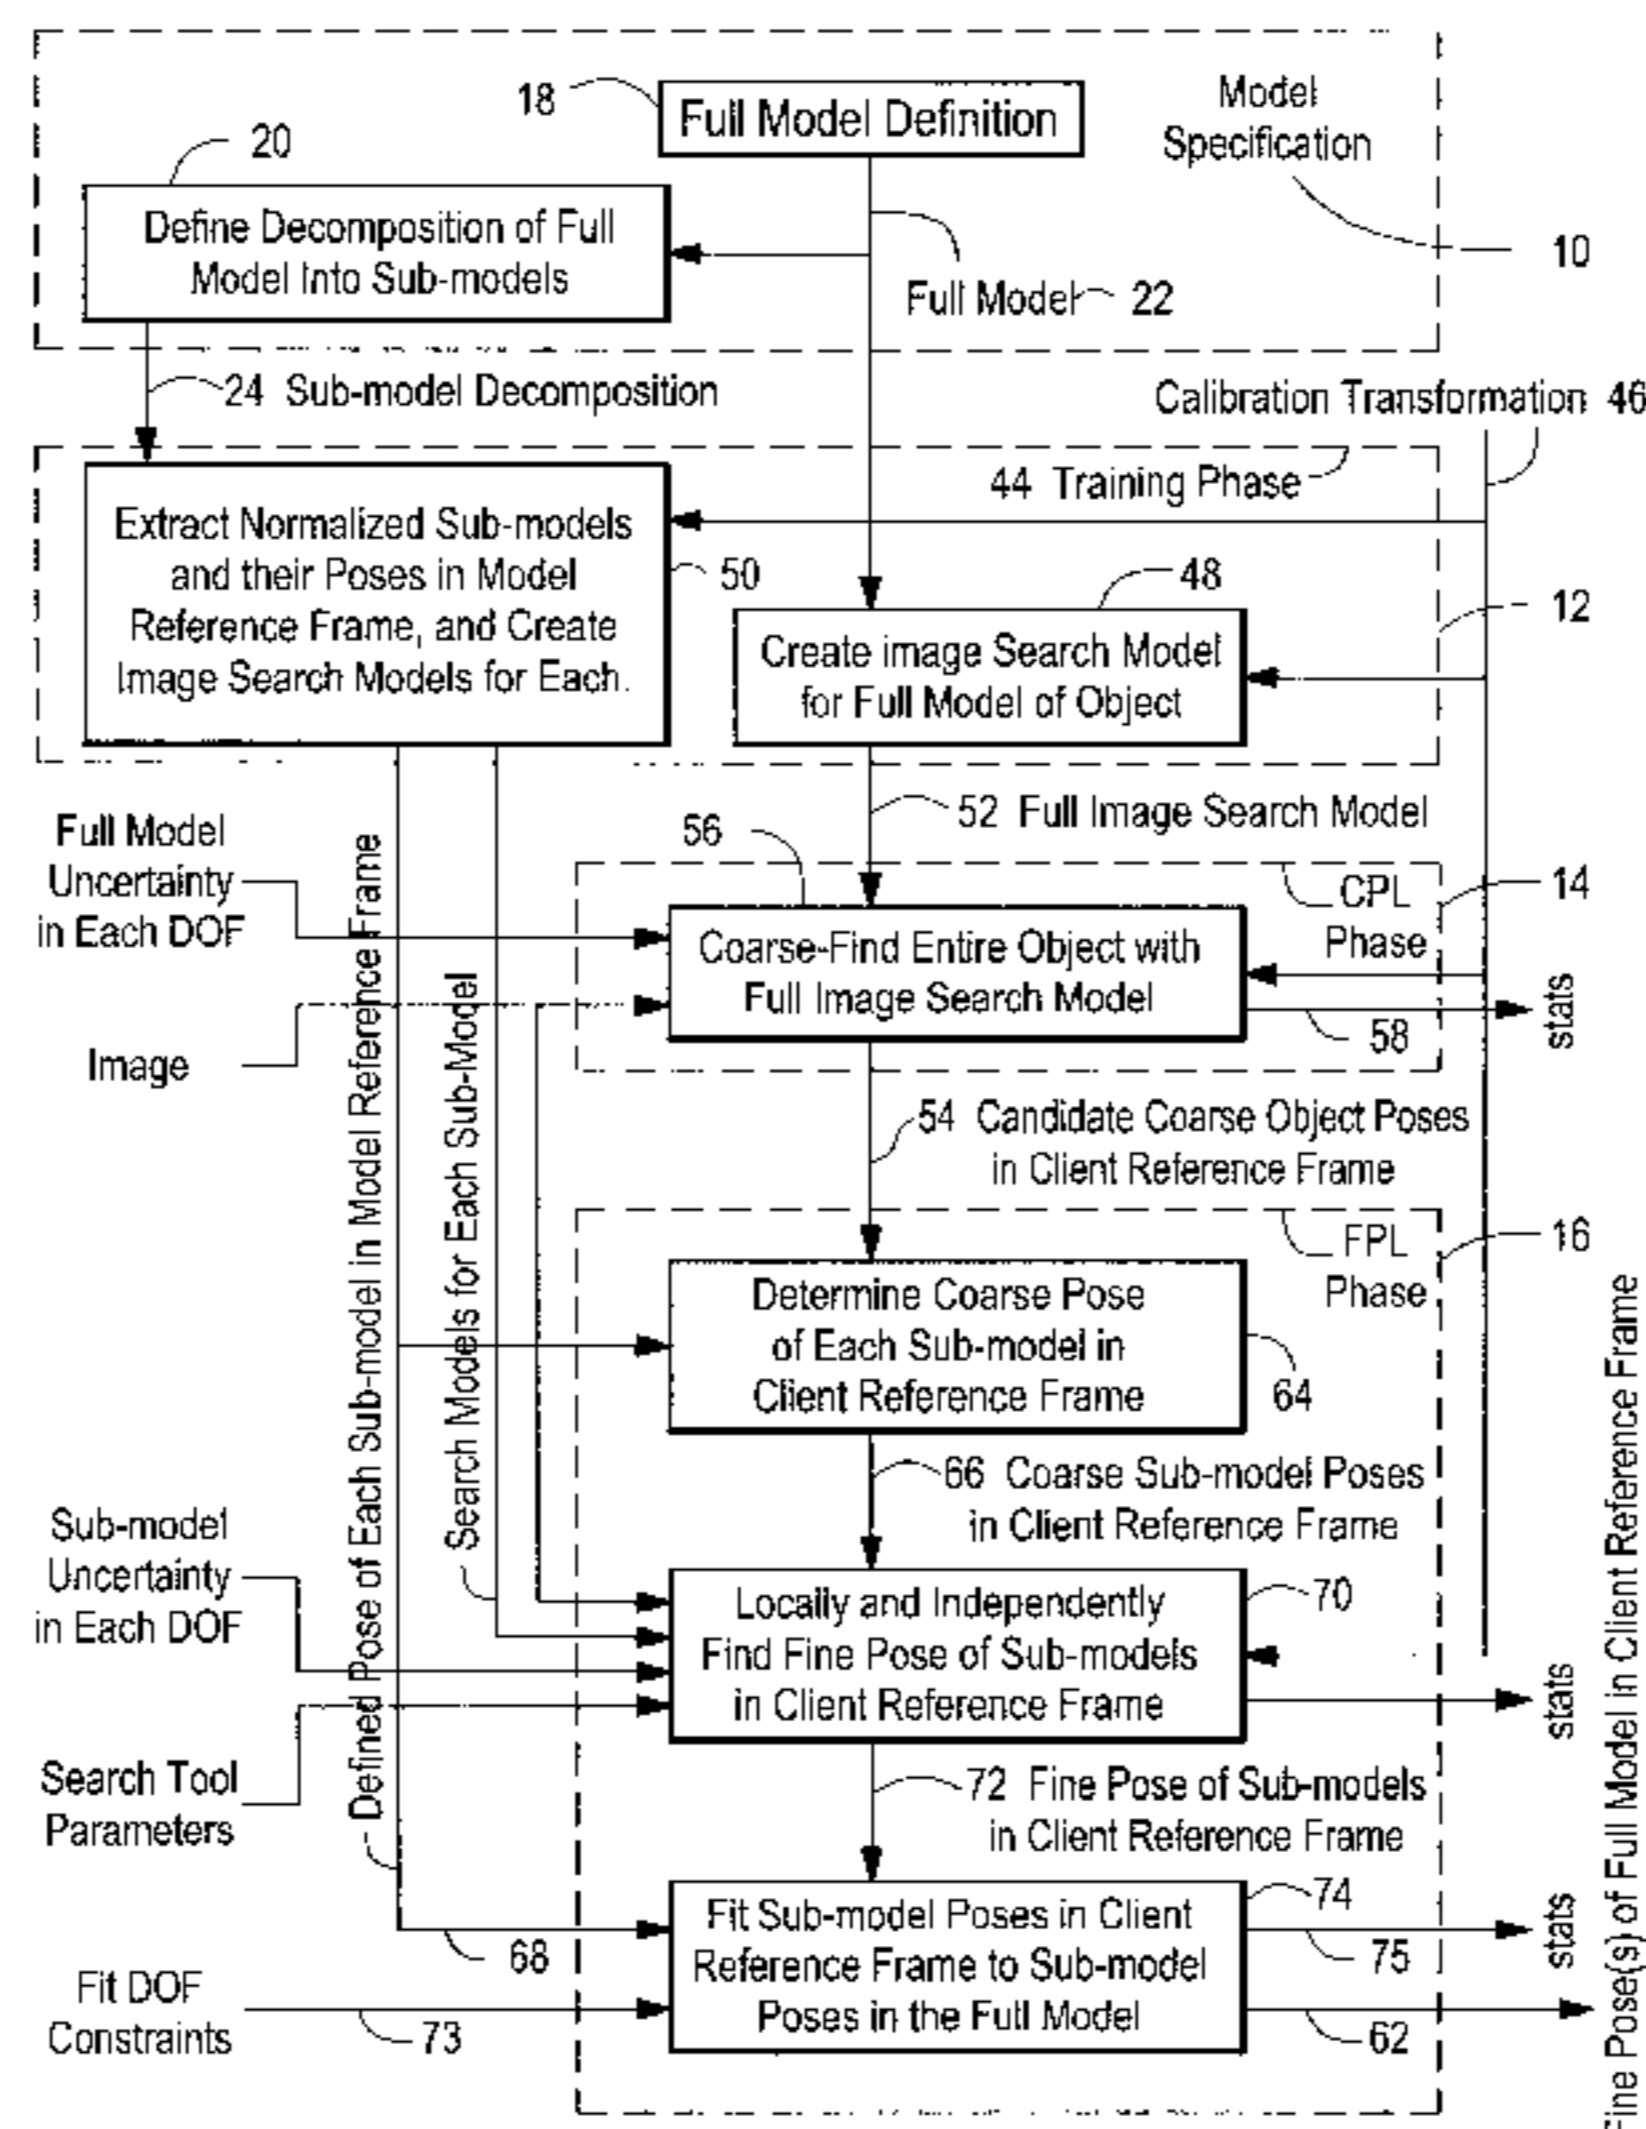 18
Full Model Definition
Model
Specification
20
Define Decomposition of Full
Model Into Sub-models
10
Full Model
22
24 Sub-model Decomposition
Calibration Transformation 46
44 Training Phase
Extract Normalized Sub-models
and their Poses in Model
Reference Frame, and Create
Image Search Models for Each.
50
48
12
Create image Search Model
for Full Model of Object
52 Full Image Search Model
Full Model
Uncertainty
in Each DOF
56
CPL
Phase
14
Coarse-Find Entire Object with
Full Image Search Model
58
stats
Image
54 Candidate Coarse Object Poses
in Client Reference Frame
FPL
Phase
16
Determine Coarse Pose
of Each Sub-model in
Client Reference Frame
64
66 Coarse Sub-model Poses
in Client Reference Frame
Defined Pose of Each Sub-model in Model Reference Frame
Search Models for Each Sub-Model
Sub-model
Uncertainty
in Each DOF
Locally and Independently
Find Fine Pose of Sub-models
in Client Reference Frame
70
stats
Search Tool
Parameters
72 Fine Pose of Sub-models
in Client Reference Frame
Fit Sub-model Poses in Client
Reference Frame to Sub-model
Poses in the Full Model
74
75
stats
68
Fit DOF
Constraints
73
62
Fine Pose(s) of Full Model in Client Reference Frame